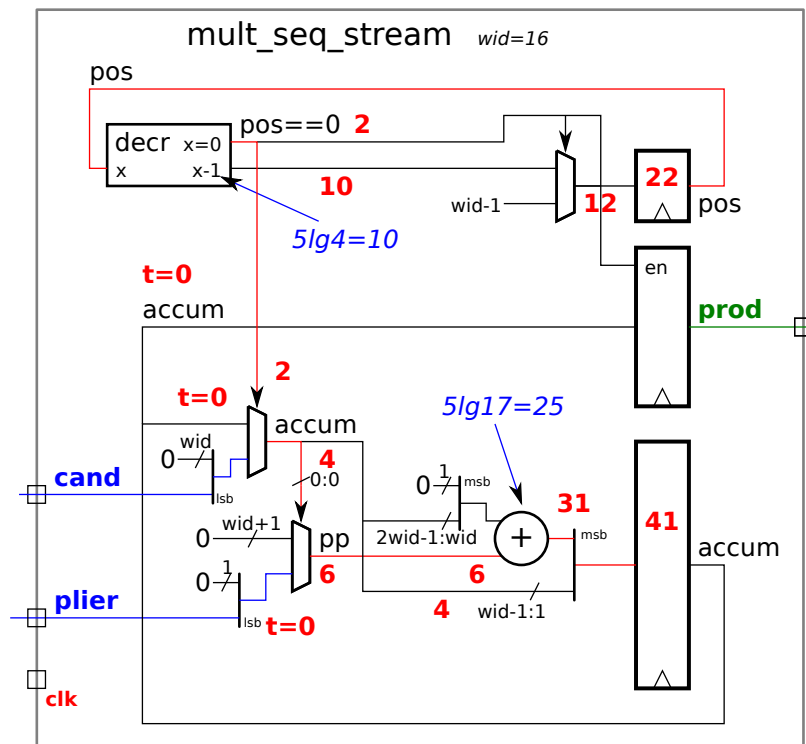 mult_seq_stream wid=16
pos
decr x=0
x x-1
pos==0 2
10
wid-1
12
22
pos
5lg4=10
en
t=0
accum
prod
t=0
2
accum
5lg17=25
wid
0
4
0:0
cand
lsb
1
0
msb
31
wid+1
0
pp
2wid-1:wid
+
msb
41
accum
1
0
6
6
plier
4
wid-1:1
lsb
t=0
clk